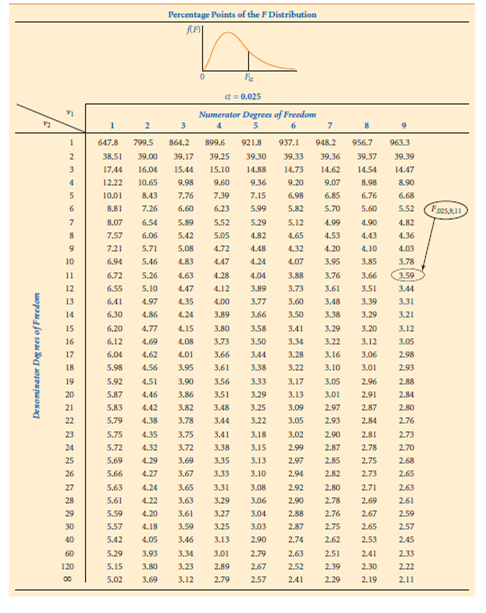 Percentage Points of the F Distribution
f(F)
0 Fα
α = 0.025
v1 Numerator Degrees of Freedom
v2 1 2 3 4 5 6 7 8 9
Denominator Degrees of Freedom
1 647.8 799.5 864.2 899.6 921.8 937.1 948.2 956.7 963.3
2 38.51 39.00 39.17 39.25 39.30 39.33 39.36 39.37 39.39
3 17.44 16.04 15.44 15.10 14.88 14.73 14.62 14.54 14.47
4 12.22 10.65 9.98 9.60 9.36 9.20 9.07 8.98 8.90
5 10.01 8.43 7.76 7.39 7.15 6.98 6.85 6.76 6.68
6 8.81 7.26 6.60 6.23 5.99 5.82 5.70 5.60 5.52 F.025,9,11
7 8.07 6.54 5.89 5.52 5.29 5.12 4.99 4.90 4.82
8 7.57 6.06 5.42 5.05 4.82 4.65 4.53 4.43 4.36
9 7.21 5.71 5.08 4.72 4.48 4.32 4.20 4.10 4.03
10 6.94 5.46 4.83 4.47 4.24 4.07 3.95 3.85 3.78
11 6.72 5.26 4.63 4.28 4.04 3.88 3.76 3.66 3.59
12 6.55 5.10 4.47 4.12 3.89 3.73 3.61 3.51 3.44
13 6.41 4.97 4.35 4.00 3.77 3.60 3.48 3.39 3.31
14 6.30 4.86 4.24 3.89 3.66 3.50 3.38 3.29 3.21
15 6.20 4.77 4.15 3.80 3.58 3.41 3.29 3.20 3.12
16 6.12 4.69 4.08 3.73 3.50 3.34 3.22 3.12 3.05
17 6.04 4.62 4.01 3.66 3.44 3.28 3.16 3.06 2.98
18 5.98 4.56 3.95 3.61 3.38 3.22 3.10 3.01 2.93
19 5.92 4.51 3.90 3.56 3.33 3.17 3.05 2.96 2.88
20 5.87 4.46 3.86 3.51 3.29 3.13 3.01 2.91 2.84
21 5.83 4.42 3.82 3.48 3.25 3.09 2.97 2.87 2.80
22 5.79 4.38 3.78 3.44 3.22 3.05 2.93 2.84 2.76
23 5.75 4.35 3.75 3.41 3.18 3.02 2.90 2.81 2.73
24 5.72 4.32 3.72 3.38 3.15 2.99 2.87 2.78 2.70
25 5.69 4.29 3.69 3.35 3.13 2.97 2.85 2.75 2.68
26 5.66 4.27 3.67 3.33 3.10 2.94 2.82 2.73 2.65
27 5.63 4.24 3.65 3.31 3.08 2.92 2.80 2.71 2.63
28 5.61 4.22 3.63 3.29 3.06 2.90 2.78 2.69 2.61
29 5.59 4.20 3.61 3.27 3.04 2.88 2.76 2.67 2.59
30 5.57 4.18 3.59 3.25 3.03 2.87 2.75 2.65 2.57
40 5.42 4.05 3.46 3.13 2.90 2.74 2.62 2.53 2.45
60 5.29 3.93 3.34 3.01 2.79 2.63 2.51 2.41 2.33
120 5.15 3.80 3.23 2.89 2.67 2.52 2.39 2.30 2.22
∞ 5.02 3.69 3.12 2.79 2.57 2.41 2.29 2.19 2.11